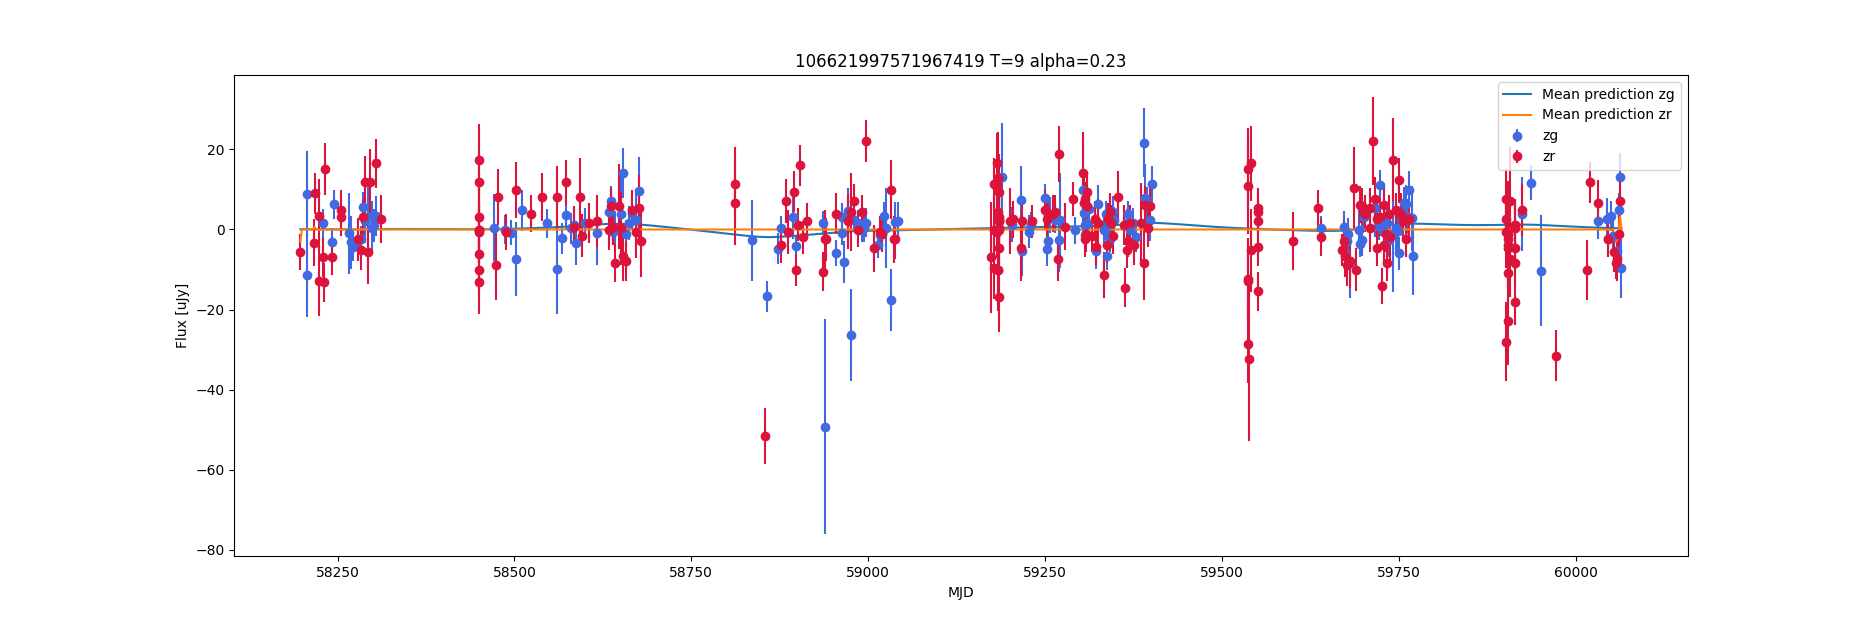 106621997571967419 T=9 alpha=0.23
Mean prediction zg
Mean prediction zr
zg
zr
Flux [uJy]
20
0
−20
−40
−60
−80
58250 58500 58750 59000 59250 59500 59750 60000
MJD